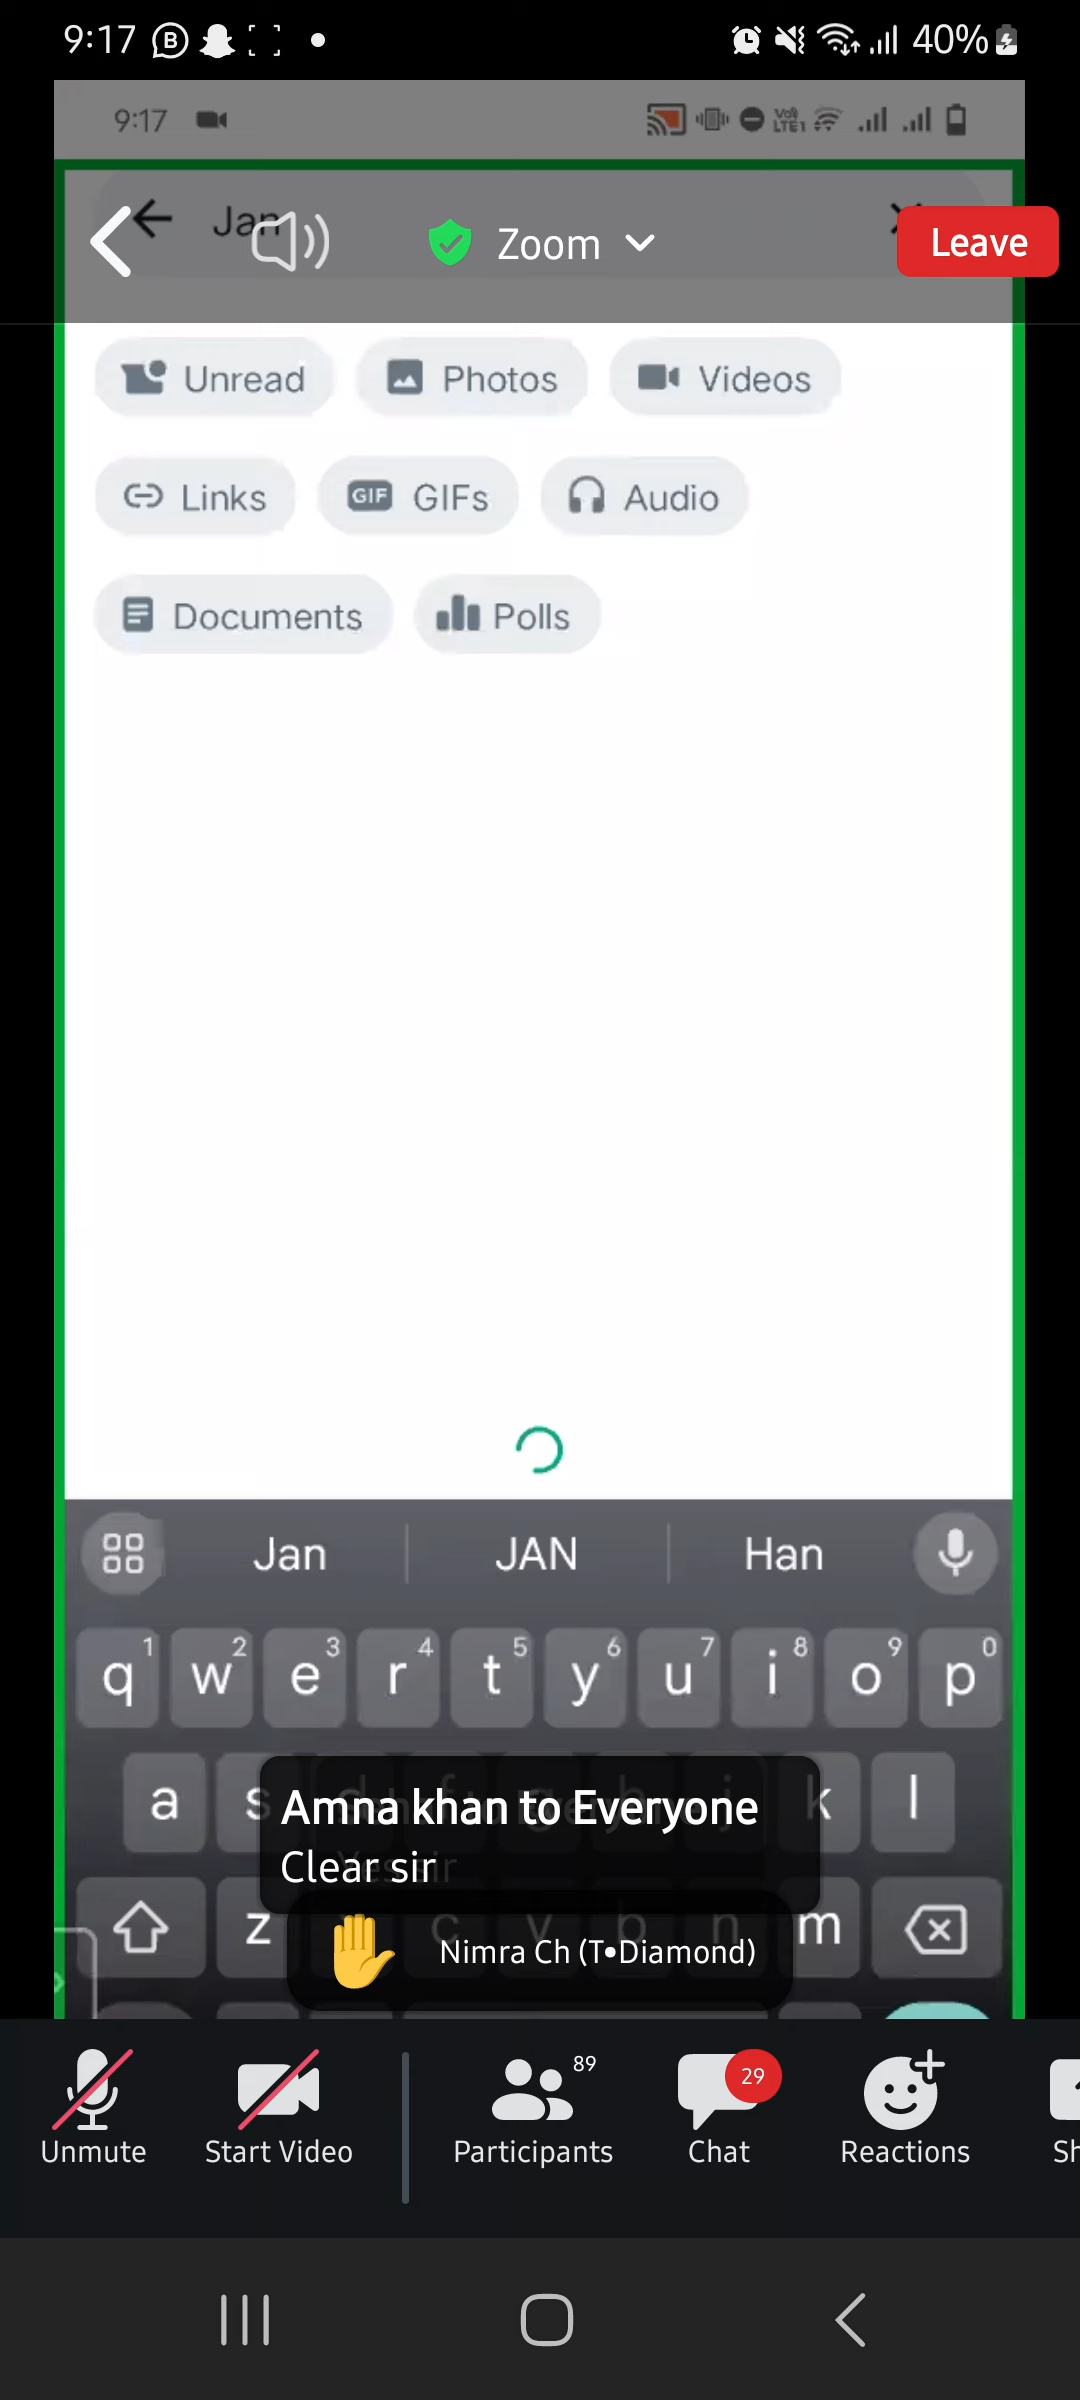 9:17 B 40%
9:17 Vo) LTE1
Jan
Zoom Leave
Unread Photos Videos
Links GIF GIFs Audio
Documents Polls
Jan JAN Han
q1 w2 e3 r4 t5 y6 u7 i8 o9 p0
a s k l
Amna khan to Everyone
Clear sir
z c v b n m
Nimra Ch (T•Diamond)
89 29
Unmute Start Video Participants Chat Reactions Sh